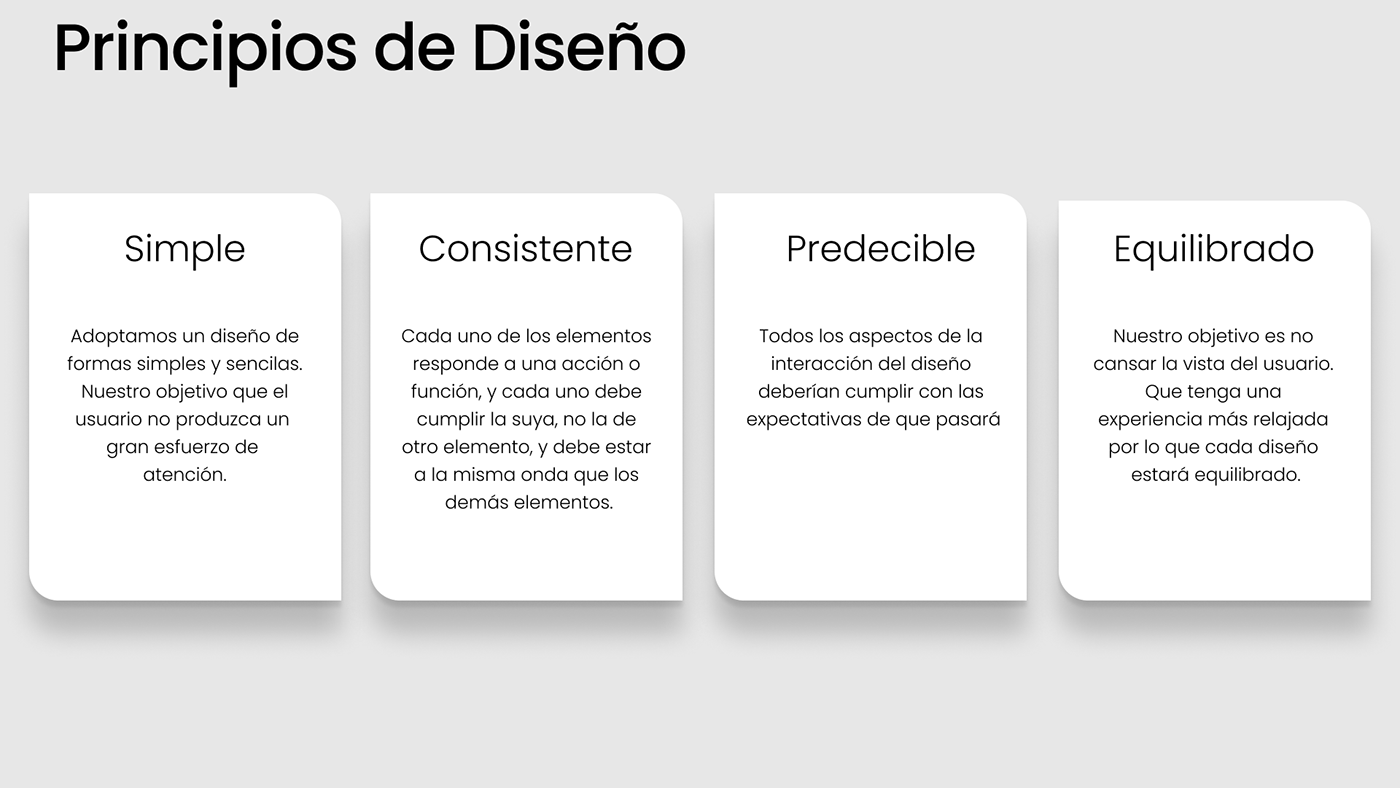 Principios de Diseño
Simple
Adoptamos un diseño de
formas simples y sencilas.
Nuestro objetivo que el
usuario no produzca un
gran esfuerzo de
atención.
Consistente
Cada uno de los elementos
responde a una acción o
función, y cada uno debe
cumplir la suya, no la de
otro elemento, y debe estar
a la misma onda que los
demás elementos.
Predecible
Todos los aspectos de la
interacción del diseño
deberían cumplir con las
expectativas de que pasará
Equilibrado
Nuestro objetivo es no
cansar la vista del usuario.
Que tenga una
experiencia más relajada
por lo que cada diseño
estará equilibrado.